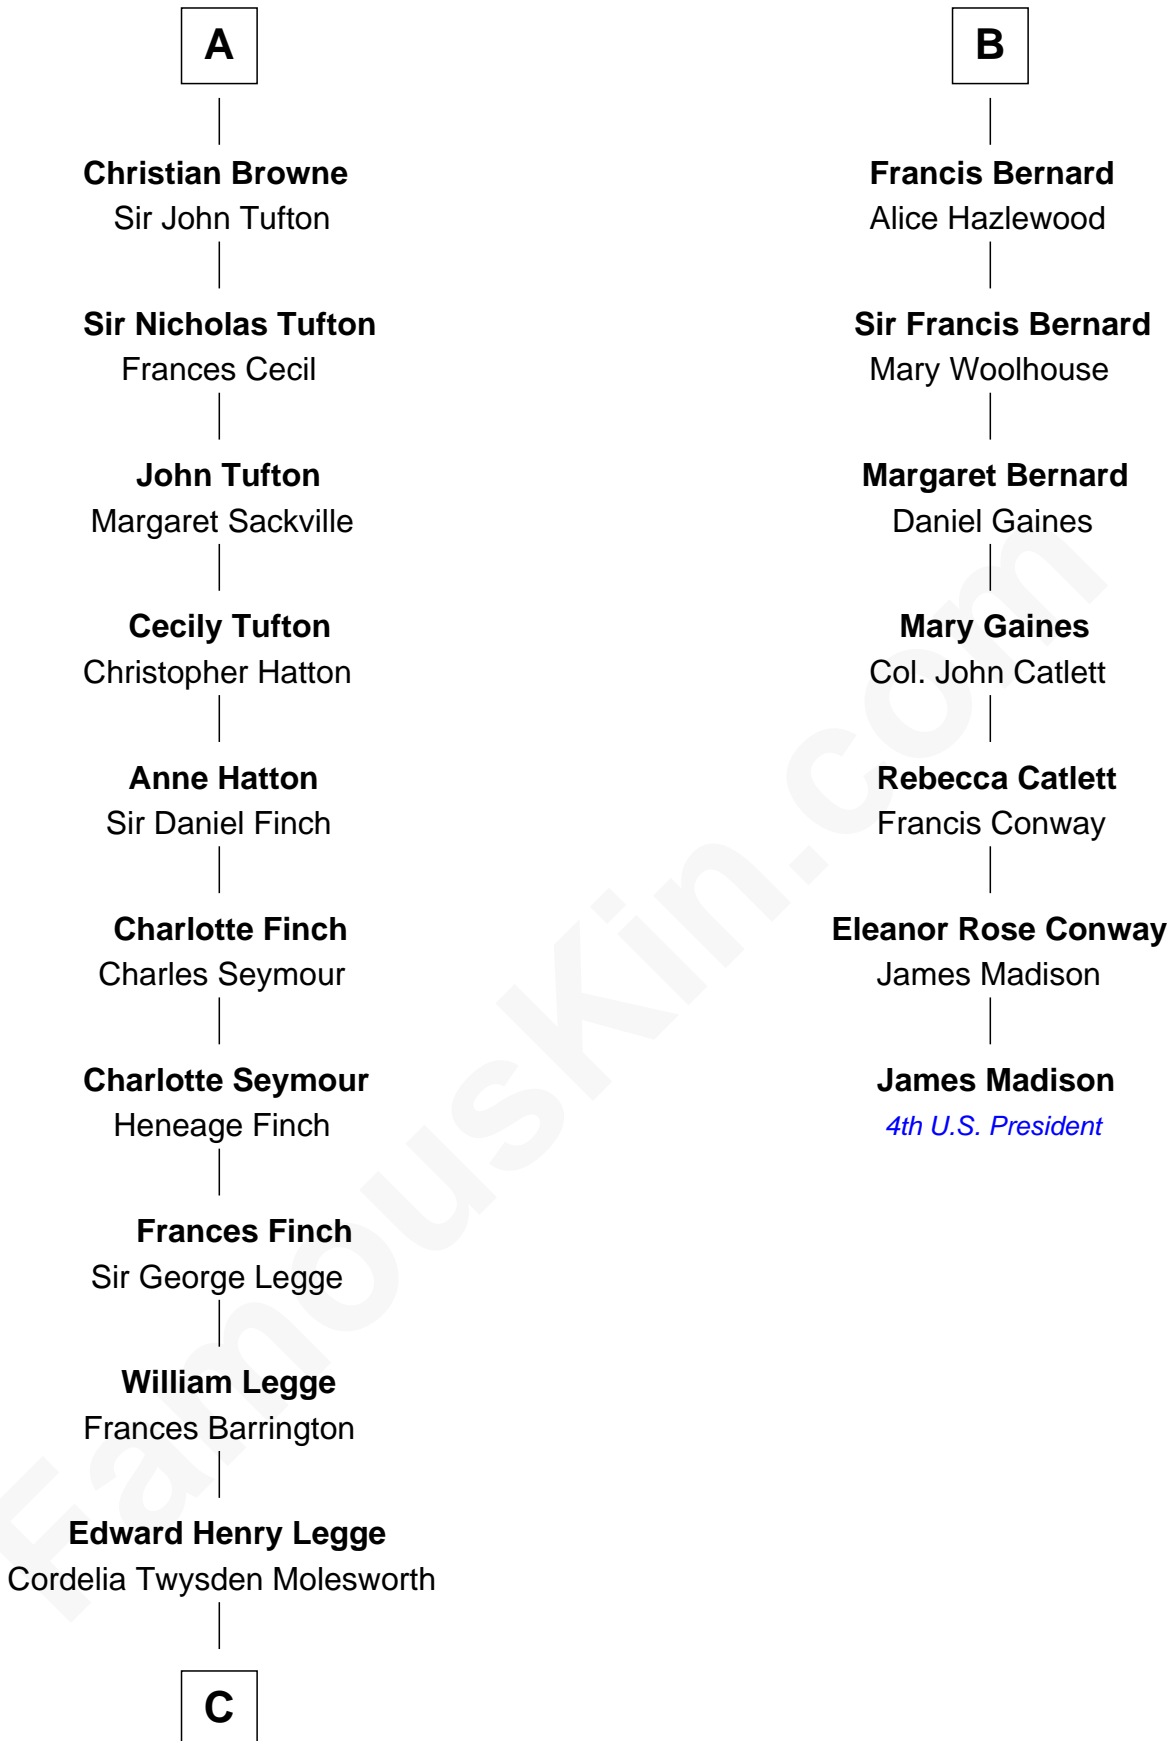 A
Christian Browne
Sir John Tufton
Sir Nicholas Tufton
Frances Cecil
John Tufton
Margaret Sackville
Cecily Tufton
Christopher Hatton
Anne Hatton
Sir Daniel Finch
Charlotte Finch
Charles Seymour
Charlotte Seymour
Heneage Finch
Frances Finch
Sir George Legge
William Legge
Frances Barrington
Edward Henry Legge
Cordelia Twysden Molesworth
C
B
Francis Bernard
Alice Hazlewood
Sir Francis Bernard
Mary Woolhouse
Margaret Bernard
Daniel Gaines
Mary Gaines
Col. John Catlett
Rebecca Catlett
Francis Conway
Eleanor Rose Conway
James Madison
James Madison
4th U.S. President
FamousKin.com